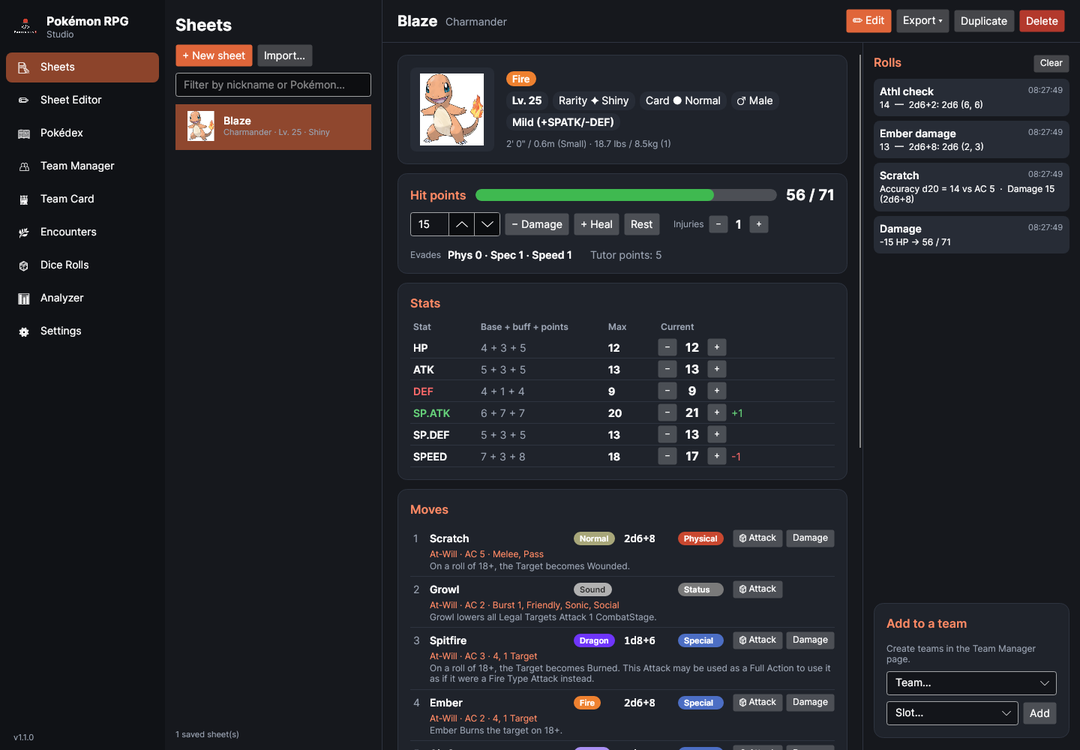 Pokémon RPG
Studio
Sheets
Sheet Editor
Pokédex
Team Manager
Team Card
Encounters
Dice Rolls
Analyzer
Settings
v1.1.0
Sheets
+ New sheet Import...
Filter by nickname or Pokémon...
Blaze
Charmander · Lv. 25 · Shiny
1 saved sheet(s)
Blaze Charmander
✏ Edit Export ▾ Duplicate Delete
Fire
Lv. 25 Rarity ✦ Shiny Card ● Normal ♂ Male
Mild (+SPATK/-DEF)
2' 0" / 0.6m (Small) · 18.7 lbs / 8.5kg (1)
Hit points 56 / 71
15 − Damage + Heal Rest Injuries − 1 +
Evades Phys 0 · Spec 1 · Speed 1 Tutor points: 5
Stats
Stat Base + buff + points Max Current
HP 4 + 3 + 5 12 − 12 +
ATK 5 + 3 + 5 13 − 13 +
DEF 4 + 1 + 4 9 − 9 +
SP.ATK 6 + 7 + 7 20 − 21 + +1
SP.DEF 5 + 3 + 5 13 − 13 +
SPEED 7 + 3 + 8 18 − 17 + -1
Moves
1 Scratch Normal 2d6+8 Physical Attack Damage
At-Will · AC 5 · Melee, Pass
On a roll of 18+, the Target becomes Wounded.
2 Growl Sound Status Attack
At-Will · AC 2 · Burst 1, Friendly, Sonic, Social
Growl lowers all Legal Targets Attack 1 CombatStage.
3 Spitfire Dragon 1d8+6 Special Attack Damage
At-Will · AC 3 · 4, 1 Target
On a roll of 18+, the Target becomes Burned. This Attack may be used as a Full Action to use it
as if it were a Fire Type Attack instead.
4 Ember Fire 2d6+8 Special Attack Damage
At-Will · AC 2 · 4, 1 Target
Ember Burns the target on 18+.
Rolls Clear
Athl check 08:27:49
14 — 2d6+2: 2d6 (6, 6)
Ember damage 08:27:49
13 — 2d6+8: 2d6 (2, 3)
Scratch 08:27:49
Accuracy d20 = 14 vs AC 5 · Damage 15
(2d6+8)
Damage 08:27:49
-15 HP → 56 / 71
Add to a team
Create teams in the Team Manager
page.
Team...
Slot... Add